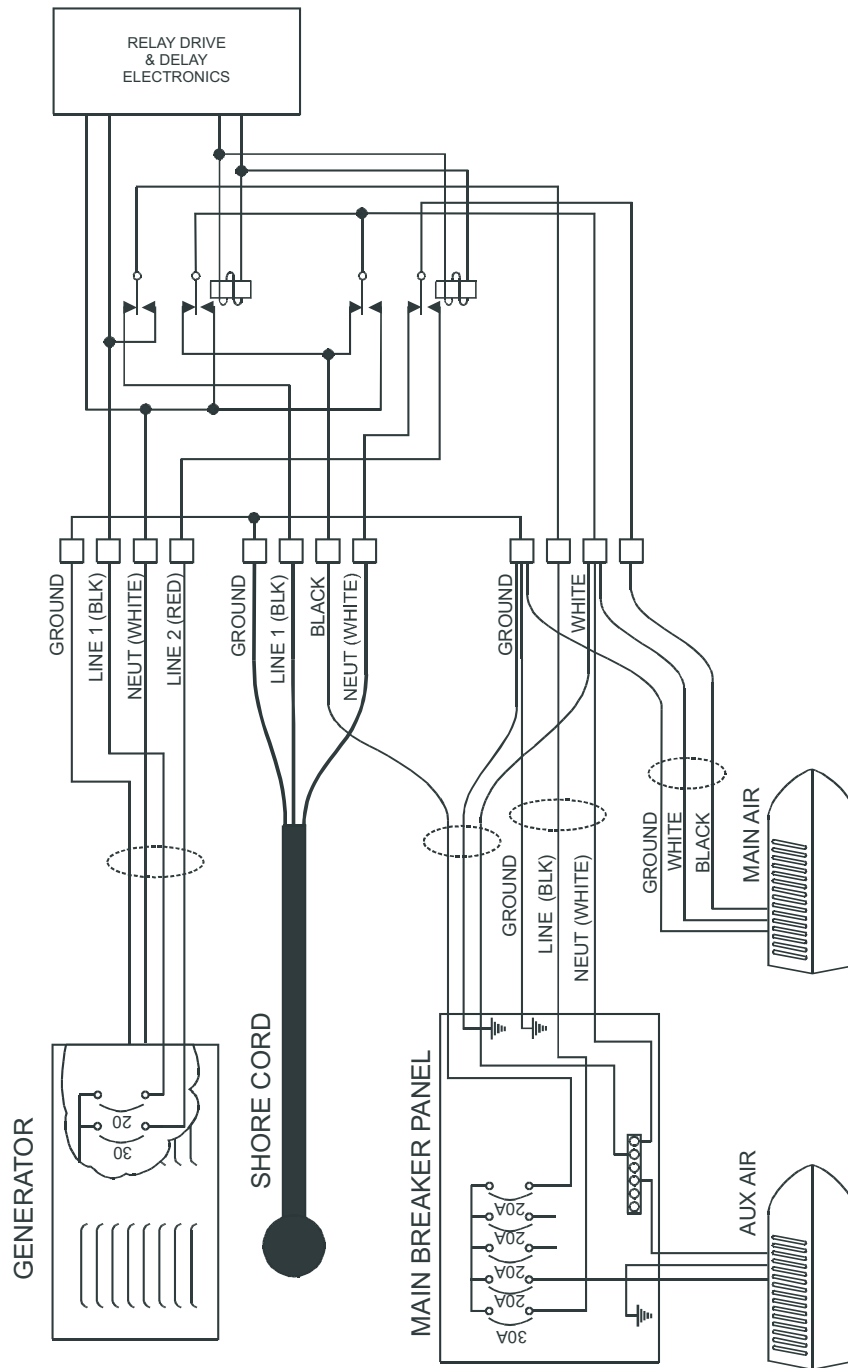 RELAY DRIVE
& DELAY
ELECTRONICS
GROUND
LINE 1 (BLK)
NEUT (WHITE)
LINE 2 (RED)
GROUND
LINE 1 (BLK)
BLACK
NEUT (WHITE)
GROUND
WHITE
GROUND
LINE (BLK)
NEUT (WHITE)
GROUND
WHITE
BLACK
MAIN AIR
GENERATOR
20
30
SHORE CORD
MAIN BREAKER PANEL
20A
20A
20A
20A
30A
AUX AIR